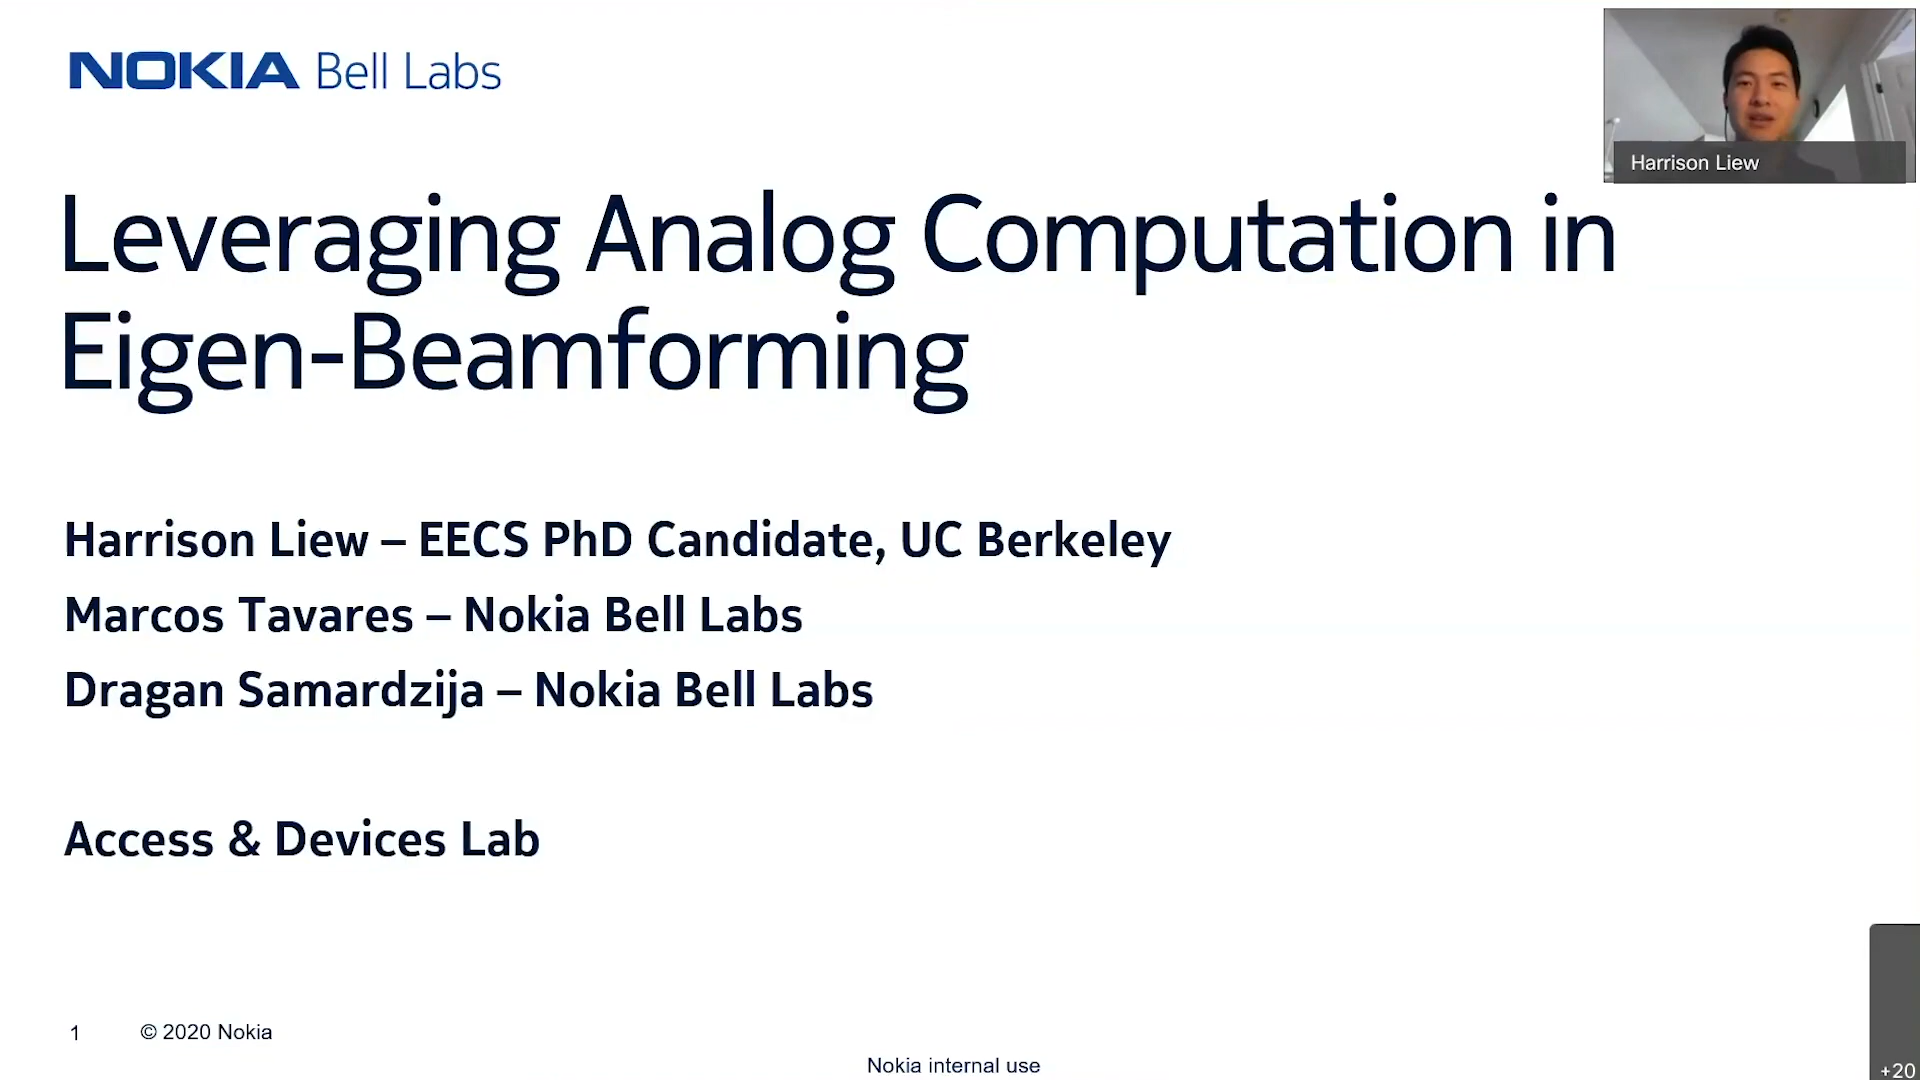 NOKIA Bell Labs
Harrison Liew
Leveraging Analog Computation in
Eigen-Beamforming
Harrison Liew – EECS PhD Candidate, UC Berkeley
Marcos Tavares – Nokia Bell Labs
Dragan Samardzija – Nokia Bell Labs
Access & Devices Lab
1 © 2020 Nokia
Nokia internal use
+20